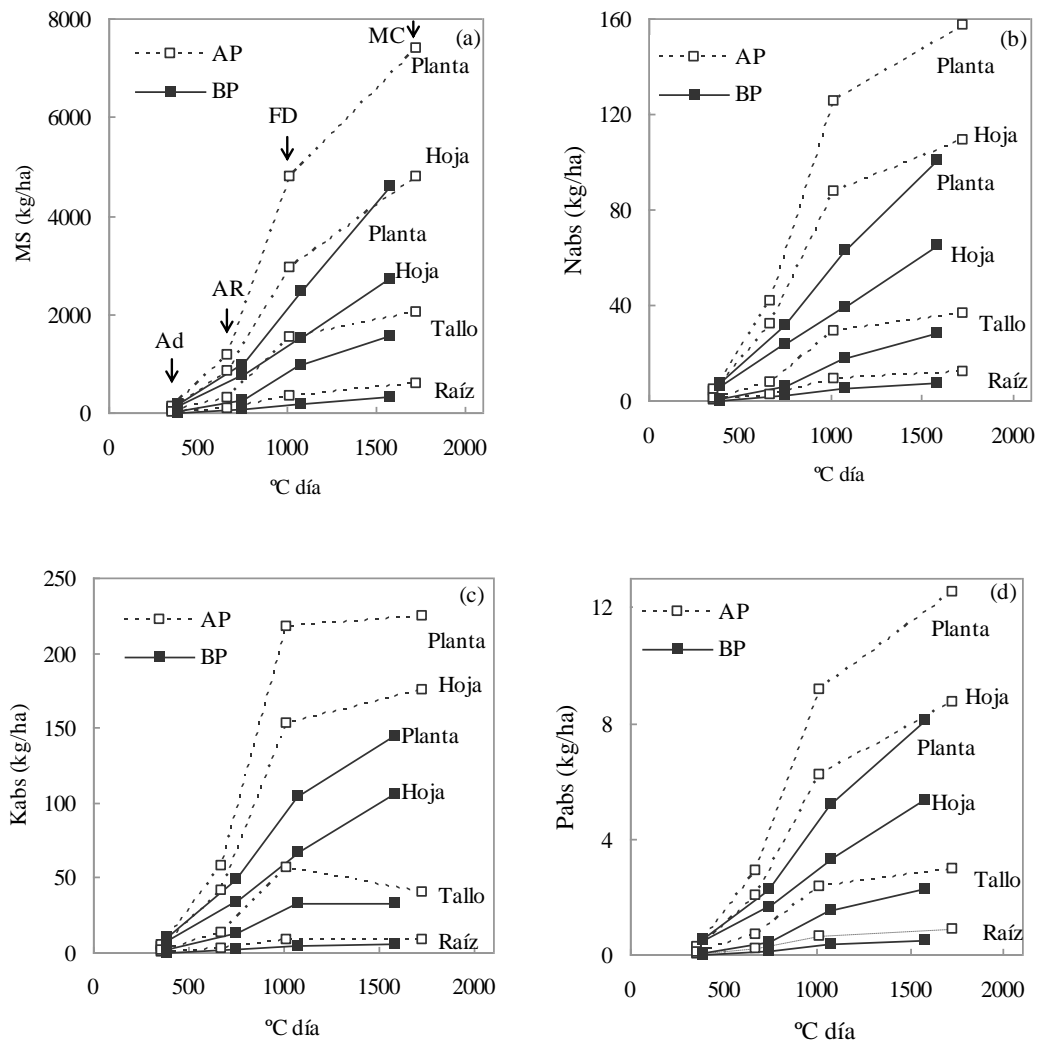 (a)
8000
6000
4000
2000
0
MS (kg/ha)
AP
BP
MC
Planta
FD
Hoja
Planta
AR
Hoja
Ad
Tallo
Raíz
0 500 1000 1500 2000
ºC día
(b)
160
120
80
40
0
Nabs (kg/ha)
AP
BP
Planta
Hoja
Planta
Hoja
Tallo
Raíz
0 500 1000 1500 2000
ºC día
(c)
250
200
150
100
50
0
Kabs (kg/ha)
AP
BP
Planta
Hoja
Planta
Hoja
Tallo
Raíz
0 500 1000 1500 2000
ºC día
(d)
12
8
4
0
Pabs (kg/ha)
AP
BP
Planta
Hoja
Planta
Hoja
Tallo
Raíz
0 500 1000 1500 2000
ºC día